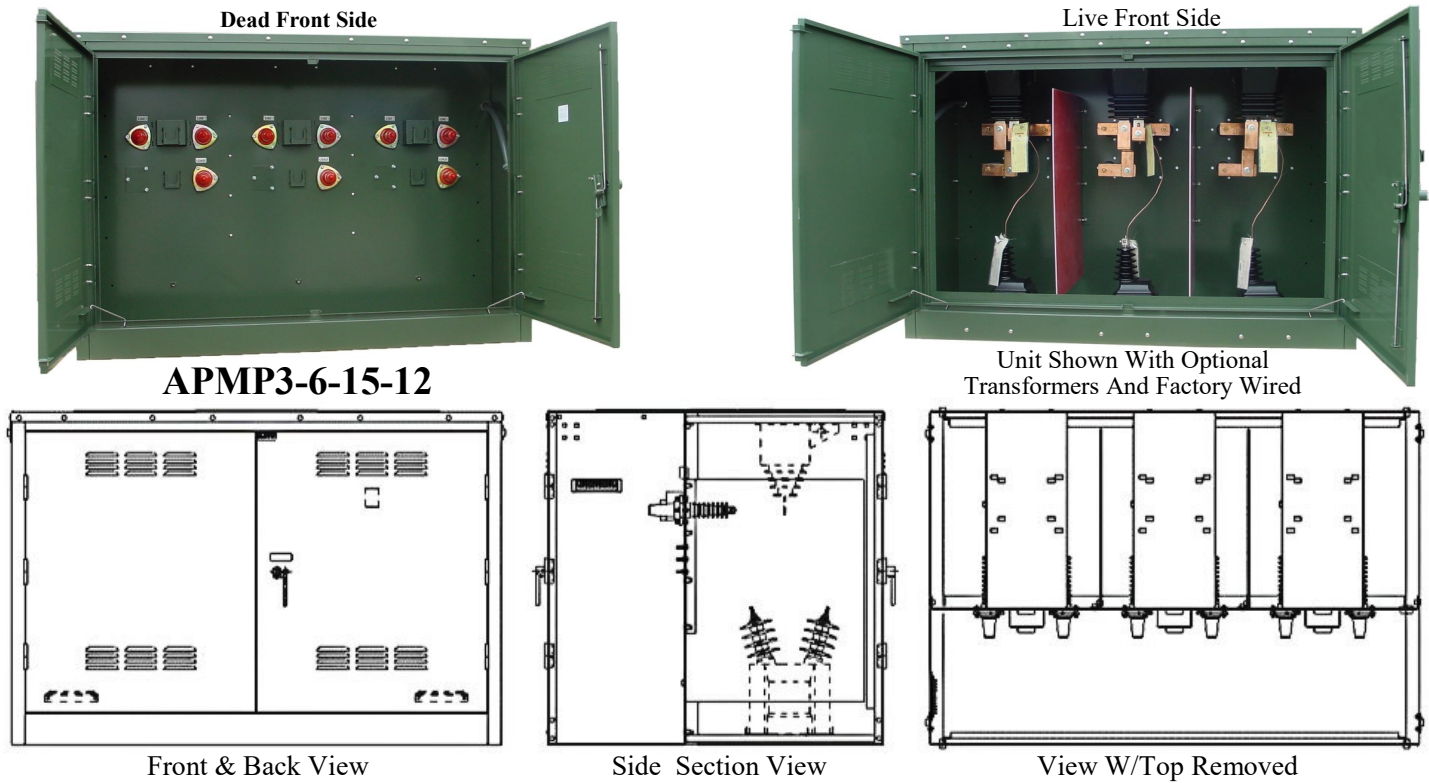 Dead Front Side
Live Front Side
APMP3-6-15-12
Unit Shown With Optional
Transformers And Factory Wired
Front & Back View
Side Section View
View W/Top Removed